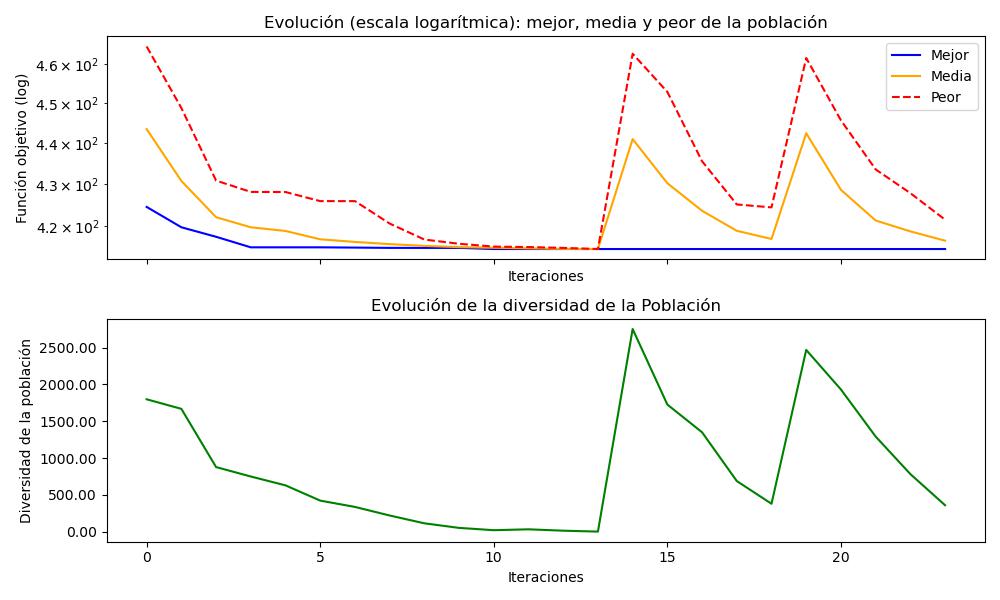 Evolución (escala logarítmica): mejor, media y peor de la población
Función objetivo (log)
4.6 × 10²
4.5 × 10²
4.4 × 10²
4.3 × 10²
4.2 × 10²
Mejor
Media
Peor
Iteraciones
Evolución de la diversidad de la Población
Diversidad de la población
2500.00
2000.00
1500.00
1000.00
500.00
0.00
0 5 10 15 20
Iteraciones